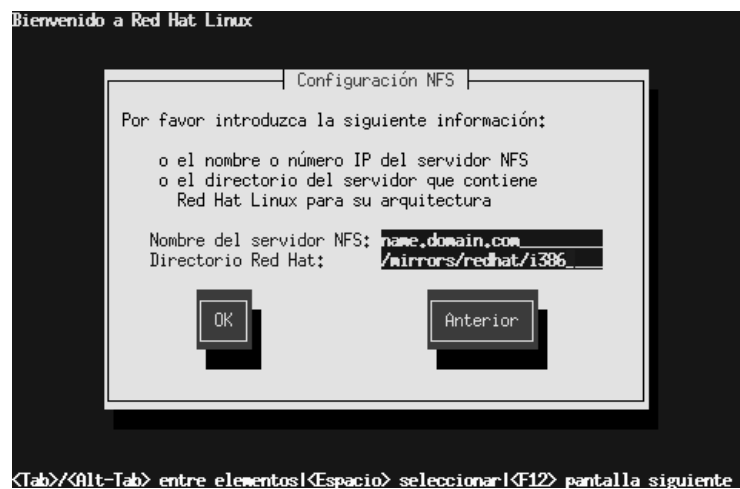 Bienvenido a Red Hat Linux
Configuración NFS
Por favor introduzca la siguiente información:
o el nombre o número IP del servidor NFS
o el directorio del servidor que contiene
Red Hat Linux para su arquitectura
Nombre del servidor NFS: name.domain.com
Directorio Red Hat: /mirrors/redhat/i386
OK Anterior
<Tab>/<Alt-Tab> entre elementos|<Espacio> seleccionar|<F12> pantalla siguiente